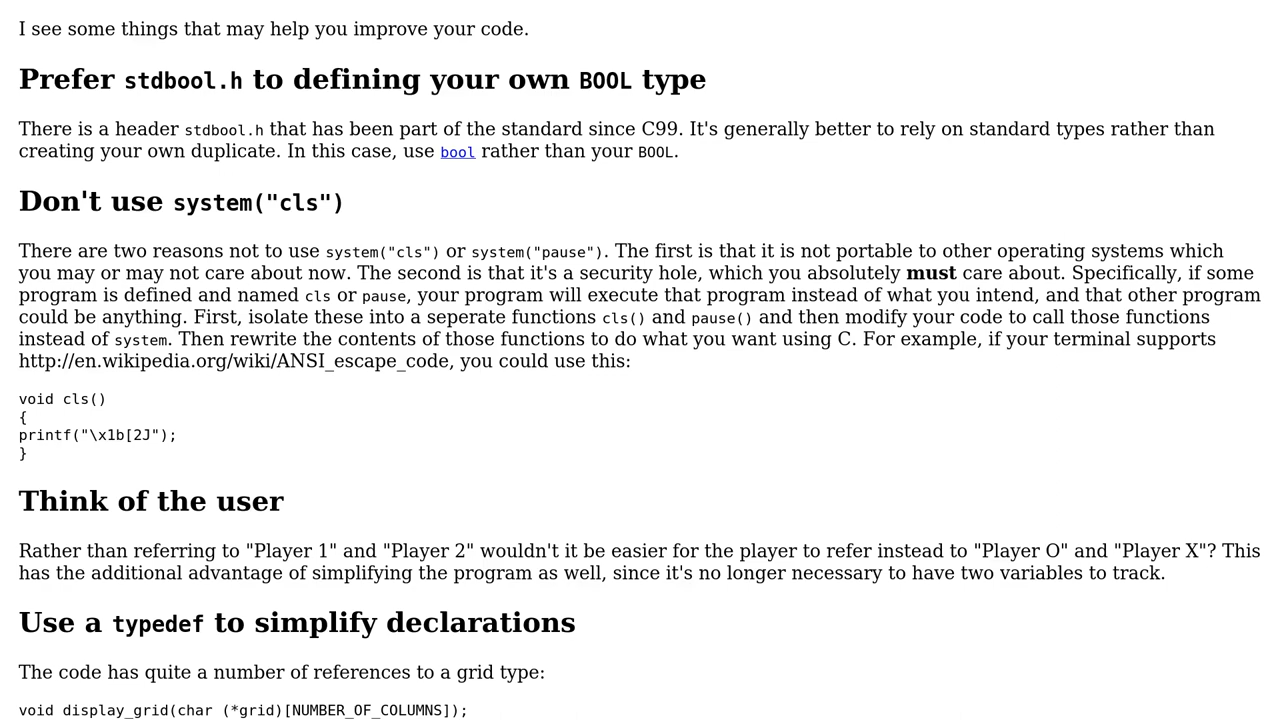 I see some things that may help you improve your code.
Prefer stdbool.h to defining your own BOOL type
There is a header stdbool.h that has been part of the standard since C99. It's generally better to rely on standard types rather than
creating your own duplicate. In this case, use bool rather than your BOOL.
Don't use system("cls")
There are two reasons not to use system("cls") or system("pause"). The first is that it is not portable to other operating systems which
you may or may not care about now. The second is that it's a security hole, which you absolutely must care about. Specifically, if some
program is defined and named cls or pause, your program will execute that program instead of what you intend, and that other program
could be anything. First, isolate these into a seperate functions cls() and pause() and then modify your code to call those functions
instead of system. Then rewrite the contents of those functions to do what you want using C. For example, if your terminal supports
http://en.wikipedia.org/wiki/ANSI_escape_code, you could use this:
void cls()
{
printf("\x1b[2J");
}
Think of the user
Rather than referring to "Player 1" and "Player 2" wouldn't it be easier for the player to refer instead to "Player O" and "Player X"? This
has the additional advantage of simplifying the program as well, since it's no longer necessary to have two variables to track.
Use a typedef to simplify declarations
The code has quite a number of references to a grid type:
void display_grid(char (*grid)[NUMBER_OF_COLUMNS]);